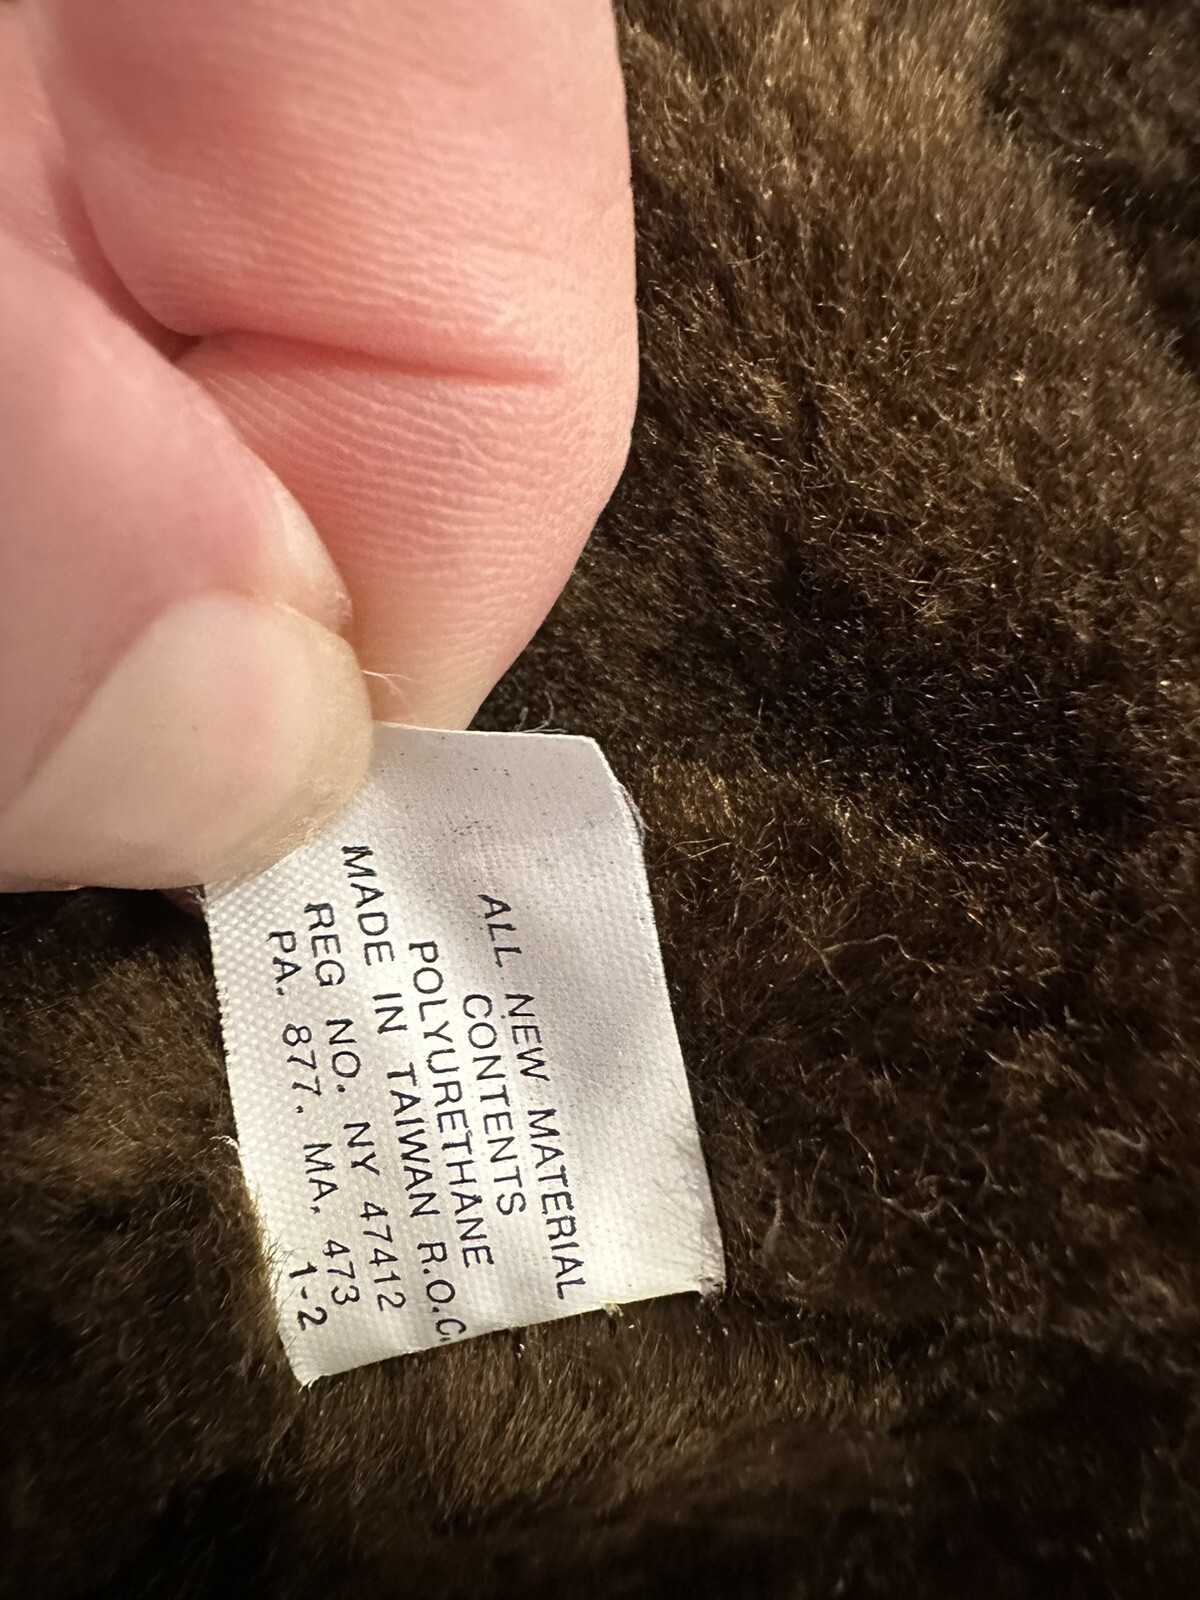 ALL NEW MATERIAL
CONTENTS
POLYURETHANE
MADE IN TAIWAN R.O.C.
REG NO. NY 47412
PA. 877. MA. 473
1-2